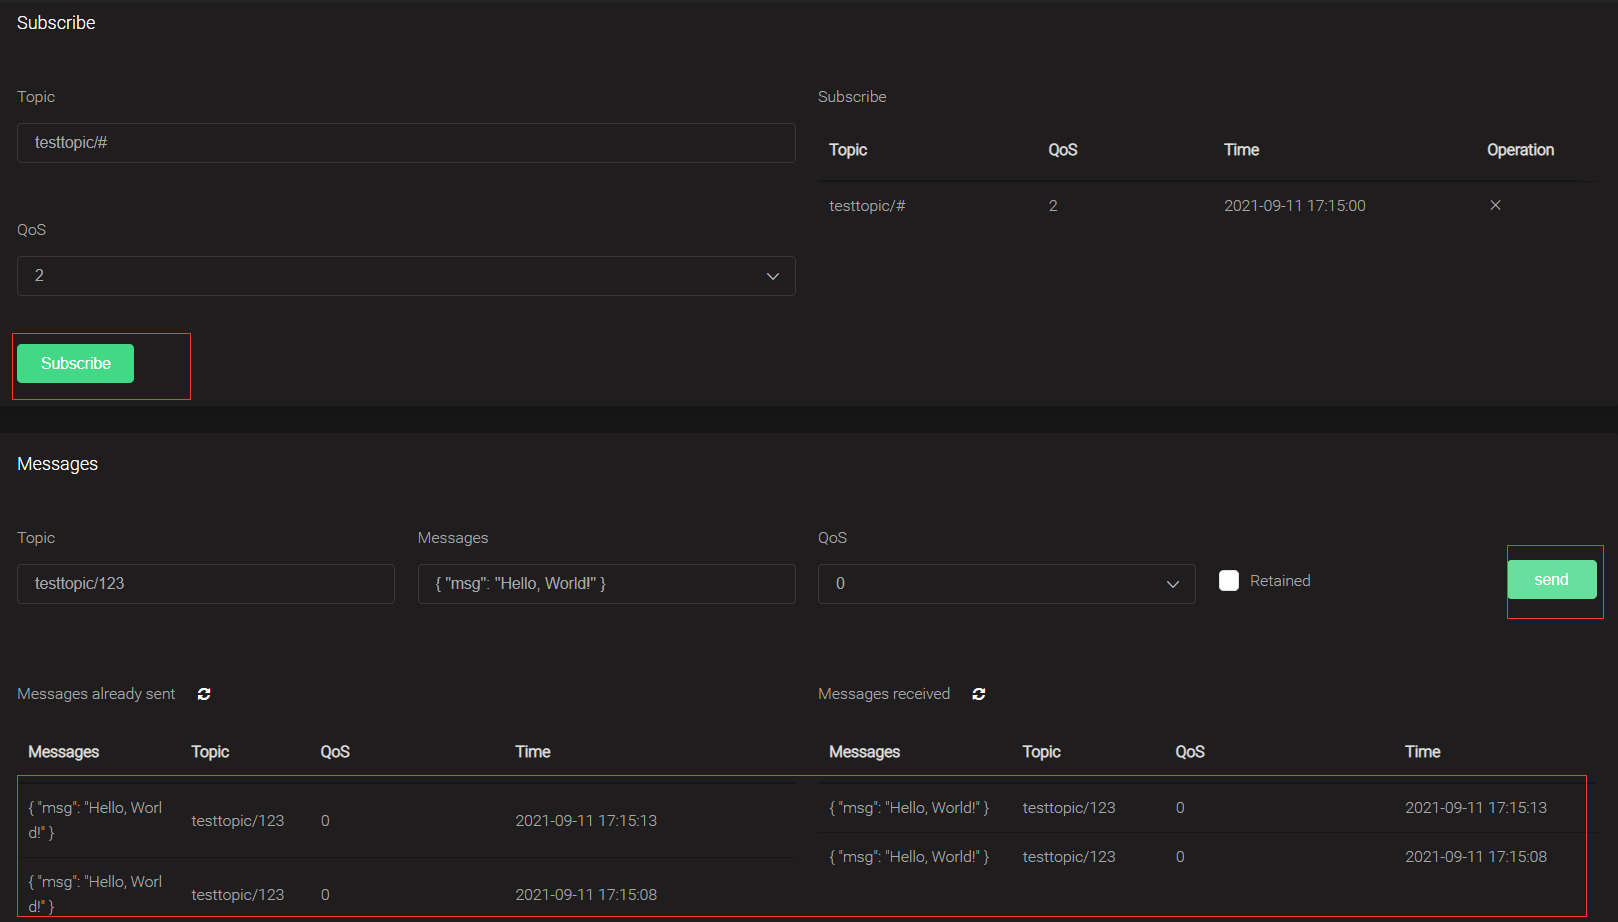 Subscribe
Topic
testtopic/#
QoS
2
Subscribe
Subscribe
Topic QoS Time Operation
testtopic/# 2 2021-09-11 17:15:00
Messages
Topic Messages QoS
testtopic/123 { "msg": "Hello, World!" } 0 Retained send
Messages already sent
Messages Topic QoS Time
{ "msg": "Hello, Worl
d!" } testtopic/123 0 2021-09-11 17:15:13
{ "msg": "Hello, Worl
d!" } testtopic/123 0 2021-09-11 17:15:08
Messages received
Messages Topic QoS Time
{ "msg": "Hello, World!" } testtopic/123 0 2021-09-11 17:15:13
{ "msg": "Hello, World!" } testtopic/123 0 2021-09-11 17:15:08